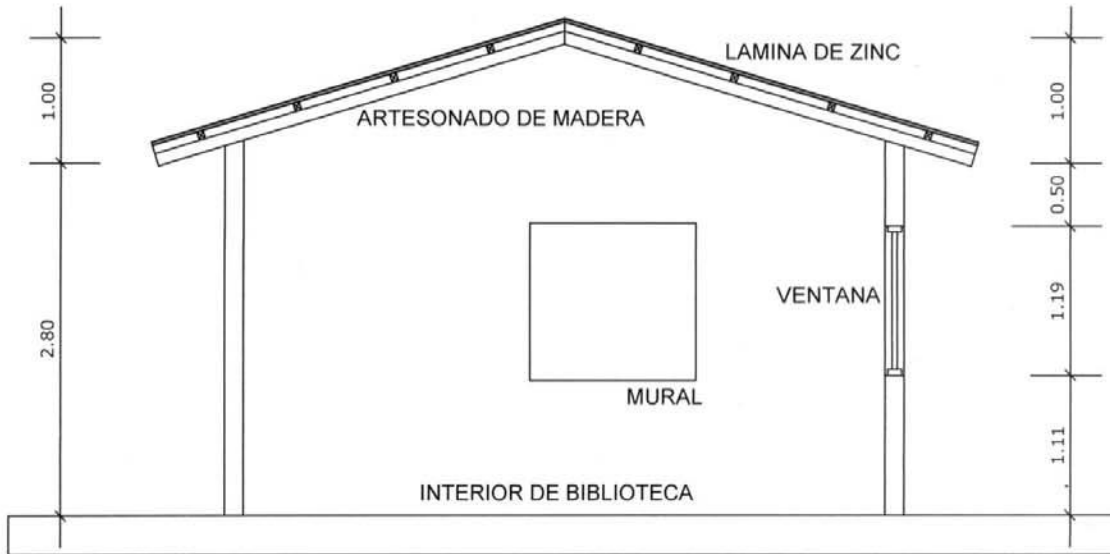 LAMINA DE ZINC
1.00
1.00
ARTESONADO DE MADERA
0.50
VENTANA
1.19
2.80
MURAL
1.11
INTERIOR DE BIBLIOTECA